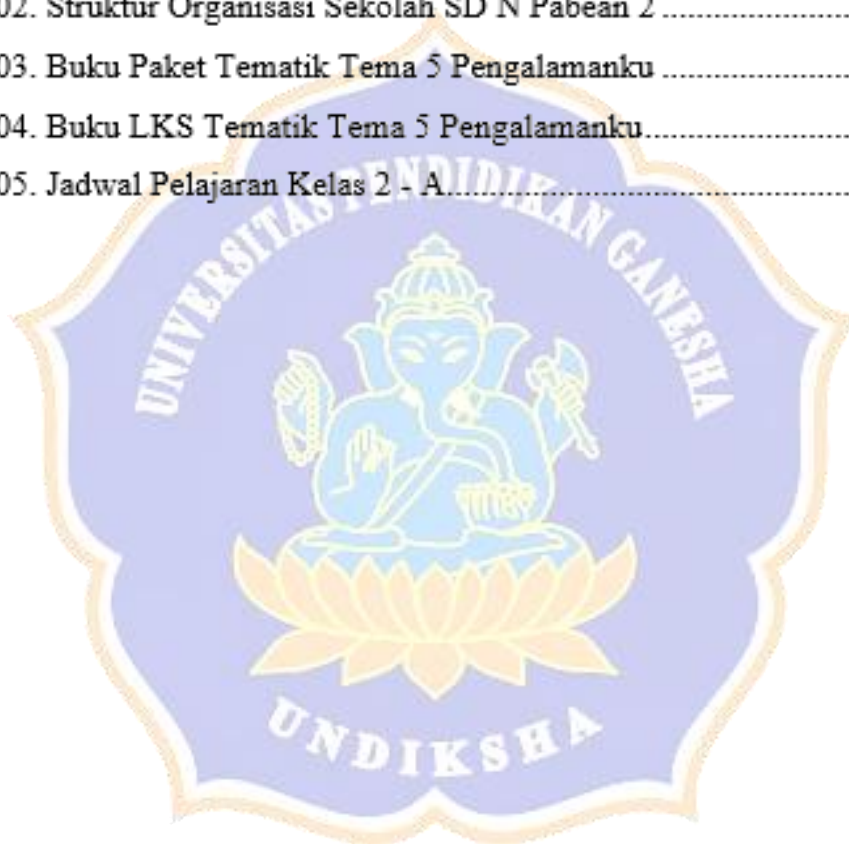 02. Struktur Organisasi Sekolah SD N Pabean 2 ......................
03. Buku Paket Tematik Tema 5 Pengalamanku ......................
04. Buku LKS Tematik Tema 5 Pengalamanku......................
05. Jadwal Pelajaran Kelas 2 - A..............................................
UNIVERSITAS PENDIDIKAN GANESHA
UNDIKSHA